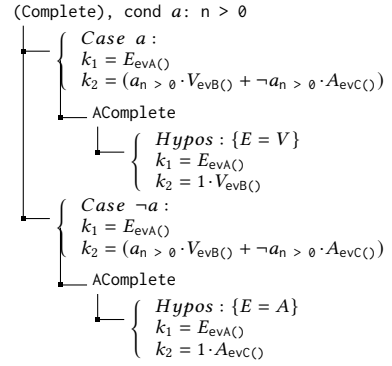 (Complete), cond a: n > 0
Case a :
k₁ = E_evA()
k₂ = (a_n > 0 · V_evB() + ¬a_n > 0 · A_evC())
AComplete
Hypos : {E = V}
k₁ = E_evA()
k₂ = 1 · V_evB()
Case ¬a :
k₁ = E_evA()
k₂ = (a_n > 0 · V_evB() + ¬a_n > 0 · A_evC())
AComplete
Hypos : {E = A}
k₁ = E_evA()
k₂ = 1 · A_evC()